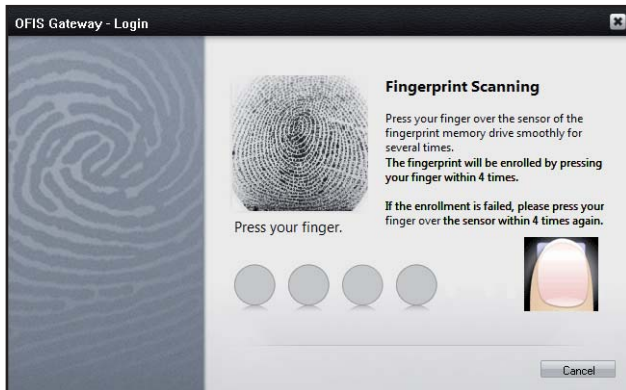 OFIS Gateway - Login
Fingerprint Scanning
Press your finger over the sensor of the
fingerprint memory drive smoothly for
several times.
The fingerprint will be enrolled by pressing
your finger within 4 times.
If the enrollment is failed, please press your
finger over the sensor within 4 times again.
Press your finger.
Cancel